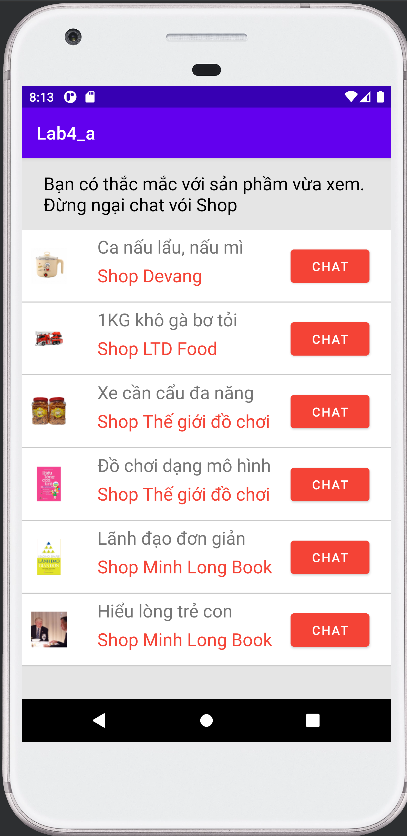 8:13
Lab4_a
Bạn có thắc mắc với sản phầm vừa xem.
Đừng ngại chat vói Shop
Ca nấu lẩu, nấu mì
Shop Devang
CHAT
1KG khô gà bơ tỏi
Shop LTD Food
CHAT
Xe cần cẩu đa năng
Shop Thế giới đồ chơi
CHAT
Đồ chơi dạng mô hình
Shop Thế giới đồ chơi
CHAT
Lãnh đạo đơn giản
Shop Minh Long Book
CHAT
Hiểu lòng trẻ con
Shop Minh Long Book
CHAT